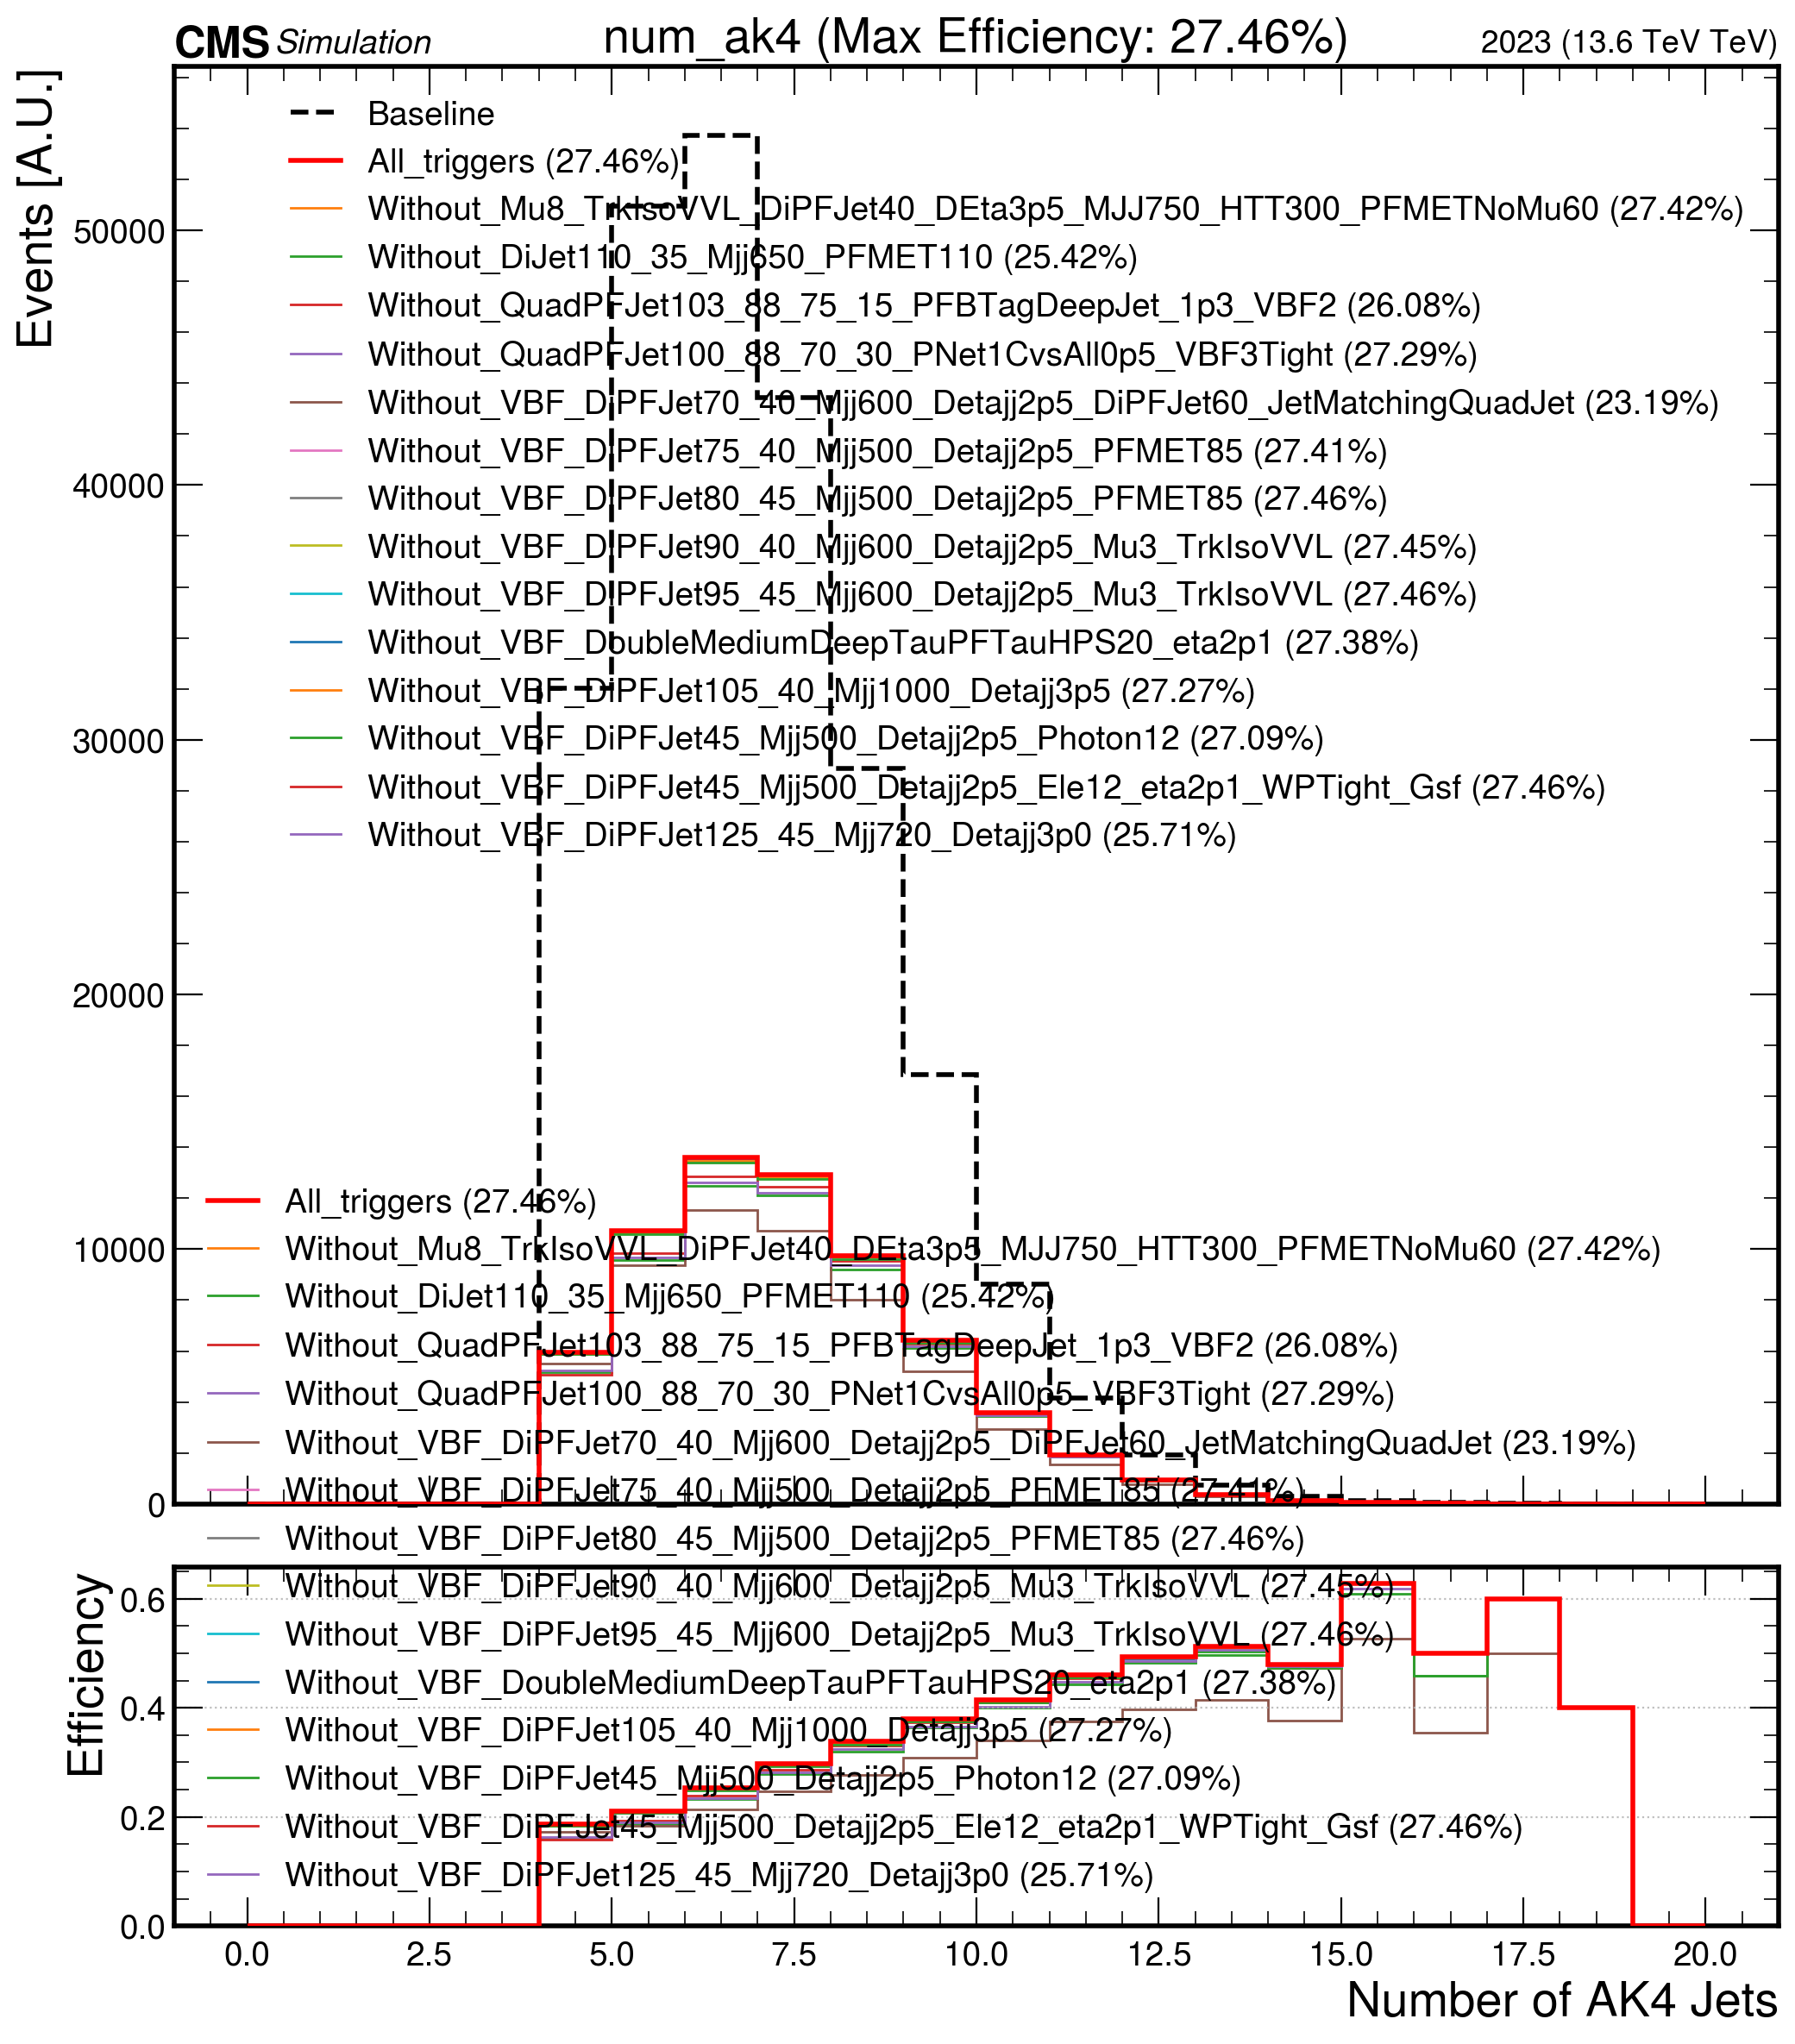 CMS Simulation num_ak4 (Max Efficiency: 27.46%) 2023 (13.6 TeV TeV)
Events [A.U.]
Baseline
All_triggers (27.46%)
Without_Mu8_TrkIsoVVL_DiPFJet40_DEta3p5_MJJ750_HTT300_PFMETNoMu60 (27.42%)
Without_DiJet110_35_Mjj650_PFMET110 (25.42%)
Without_QuadPFJet103_88_75_15_PFBTagDeepJet_1p3_VBF2 (26.08%)
Without_QuadPFJet100_88_70_30_PNet1CvsAll0p5_VBF3Tight (27.29%)
Without_VBF_DiPFJet70_40_Mjj600_Detajj2p5_DiPFJet60_JetMatchingQuadJet (23.19%)
Without_VBF_DiPFJet75_40_Mjj500_Detajj2p5_PFMET85 (27.41%)
Without_VBF_DiPFJet80_45_Mjj500_Detajj2p5_PFMET85 (27.46%)
Without_VBF_DiPFJet90_40_Mjj600_Detajj2p5_Mu3_TrkIsoVVL (27.45%)
Without_VBF_DiPFJet95_45_Mjj600_Detajj2p5_Mu3_TrkIsoVVL (27.46%)
Without_VBF_DoubleMediumDeepTauPFTauHPS20_eta2p1 (27.38%)
Without_VBF_DiPFJet105_40_Mjj1000_Detajj3p5 (27.27%)
Without_VBF_DiPFJet45_Mjj500_Detajj2p5_Photon12 (27.09%)
Without_VBF_DiPFJet45_Mjj500_Detajj2p5_Ele12_eta2p1_WPTight_Gsf (27.46%)
Without_VBF_DiPFJet125_45_Mjj720_Detajj3p0 (25.71%)
50000
40000
30000
20000
10000
0
All_triggers (27.46%)
Without_Mu8_TrkIsoVVL_DiPFJet40_DEta3p5_MJJ750_HTT300_PFMETNoMu60 (27.42%)
Without_DiJet110_35_Mjj650_PFMET110 (25.42%)
Without_QuadPFJet103_88_75_15_PFBTagDeepJet_1p3_VBF2 (26.08%)
Without_QuadPFJet100_88_70_30_PNet1CvsAll0p5_VBF3Tight (27.29%)
Without_VBF_DiPFJet70_40_Mjj600_Detajj2p5_DiPFJet60_JetMatchingQuadJet (23.19%)
Without_VBF_DiPFJet75_40_Mjj500_Detajj2p5_PFMET85 (27.41%)
Without_VBF_DiPFJet80_45_Mjj500_Detajj2p5_PFMET85 (27.46%)
Without_VBF_DiPFJet90_40_Mjj600_Detajj2p5_Mu3_TrkIsoVVL (27.45%)
Without_VBF_DiPFJet95_45_Mjj600_Detajj2p5_Mu3_TrkIsoVVL (27.46%)
Without_VBF_DoubleMediumDeepTauPFTauHPS20_eta2p1 (27.38%)
Without_VBF_DiPFJet105_40_Mjj1000_Detajj3p5 (27.27%)
Without_VBF_DiPFJet45_Mjj500_Detajj2p5_Photon12 (27.09%)
Without_VBF_DiPFJet45_Mjj500_Detajj2p5_Ele12_eta2p1_WPTight_Gsf (27.46%)
Without_VBF_DiPFJet125_45_Mjj720_Detajj3p0 (25.71%)
Efficiency
0.6
0.4
0.2
0.0
0.0 2.5 5.0 7.5 10.0 12.5 15.0 17.5 20.0
Number of AK4 Jets